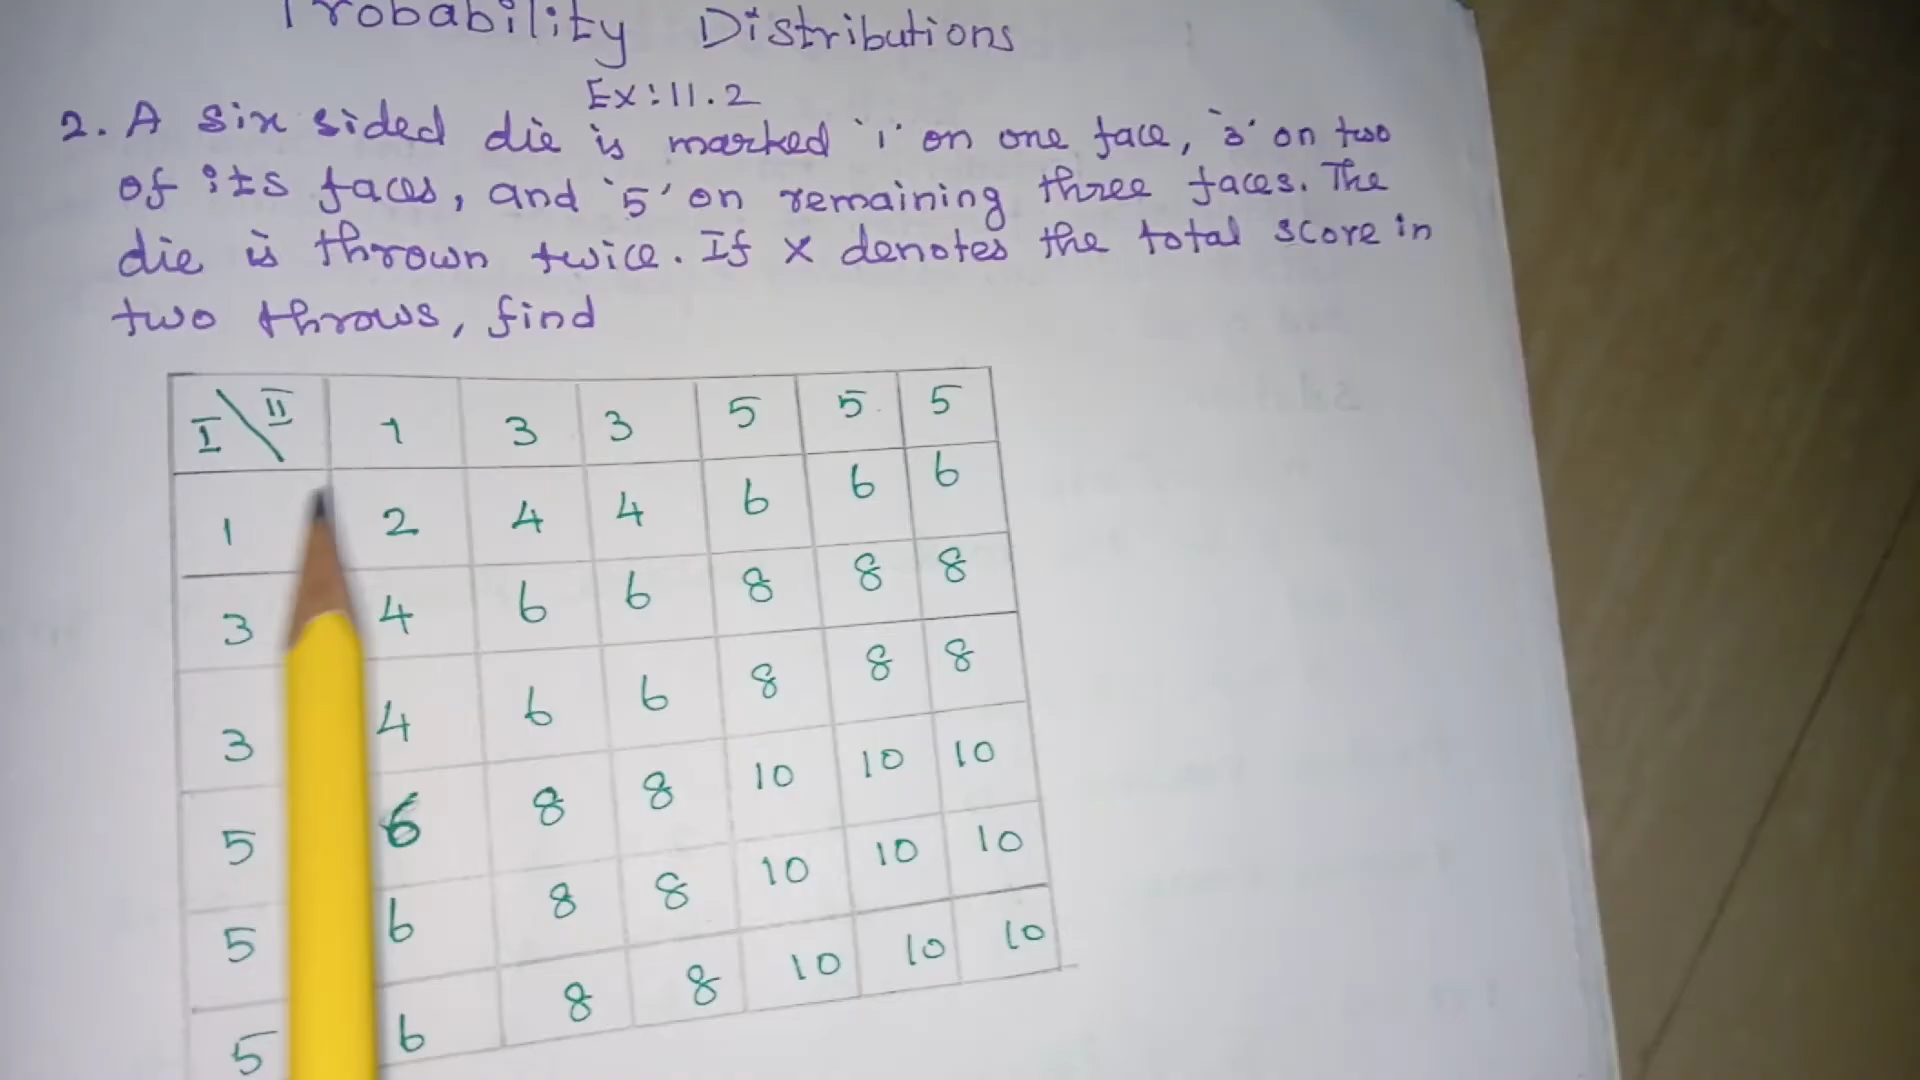 Probability Distributions
Ex:11.2
2. A six sided die is marked '1' on one face, '3' on two
of its faces, and '5' on remaining three faces. The
die is thrown twice. If X denotes the total score in
two throws, find
I \ II 1 3 3 5 5 5
1 2 4 4 6 6 6
3 4 6 6 8 8 8
3 4 6 6 8 8 8
5 6 8 8 10 10 10
5 6 8 8 10 10 10
5 6 8 8 10 10 10